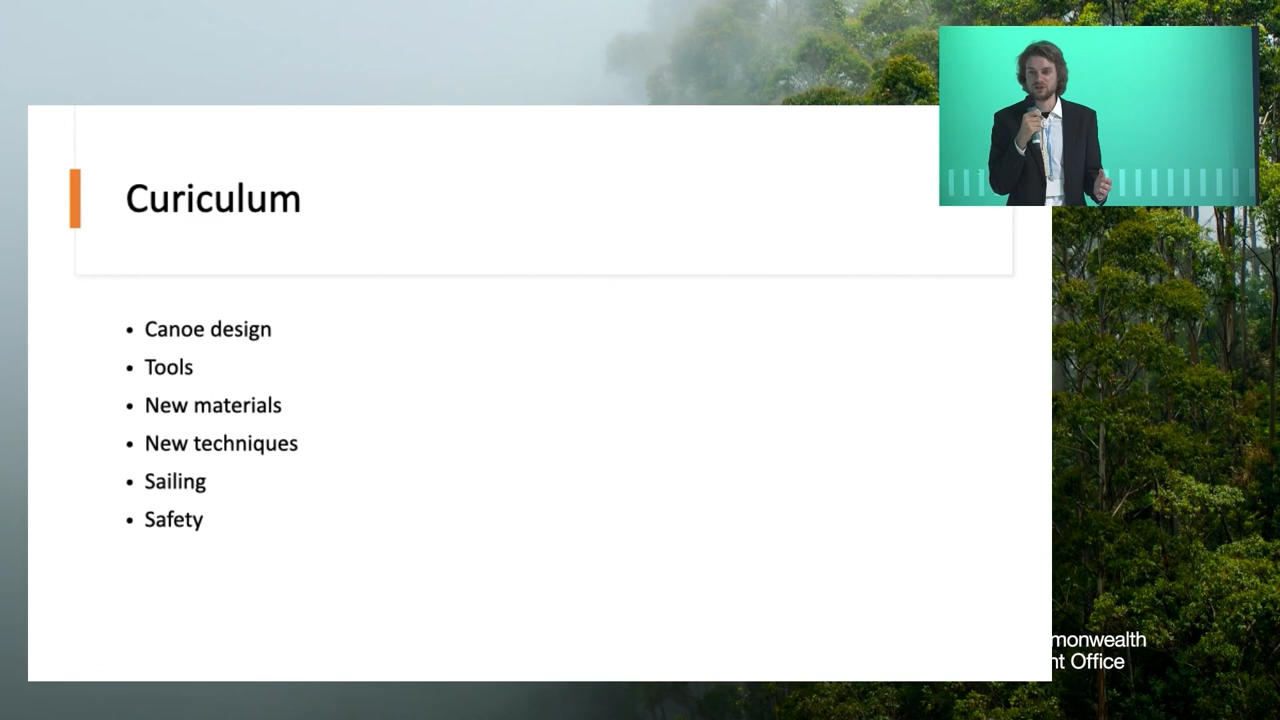 Curiculum
• Canoe design
• Tools
• New materials
• New techniques
• Sailing
• Safety
monwealth
nt Office